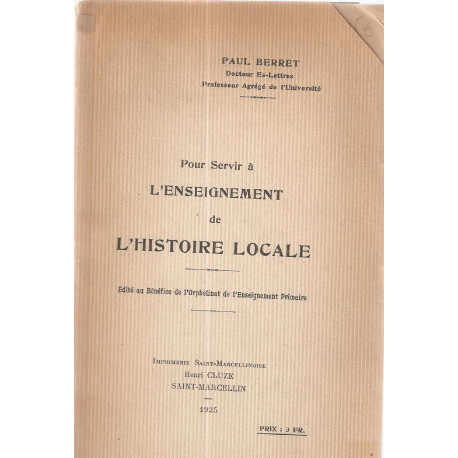 PAUL BERRET
Docteur Es-Lettres
Professeur Agrégé de l'Université
Pour Servir à
L'ENSEIGNEMENT
de
L'HISTOIRE LOCALE
Edité au Bénéfice de l'Orphelinat de l'Enseignement Primaire
IMPRIMERIE SAINT-MARCELLINOISE
Henri CLUZE
SAINT-MARCELLIN
1925
PRIX : 3 FR.